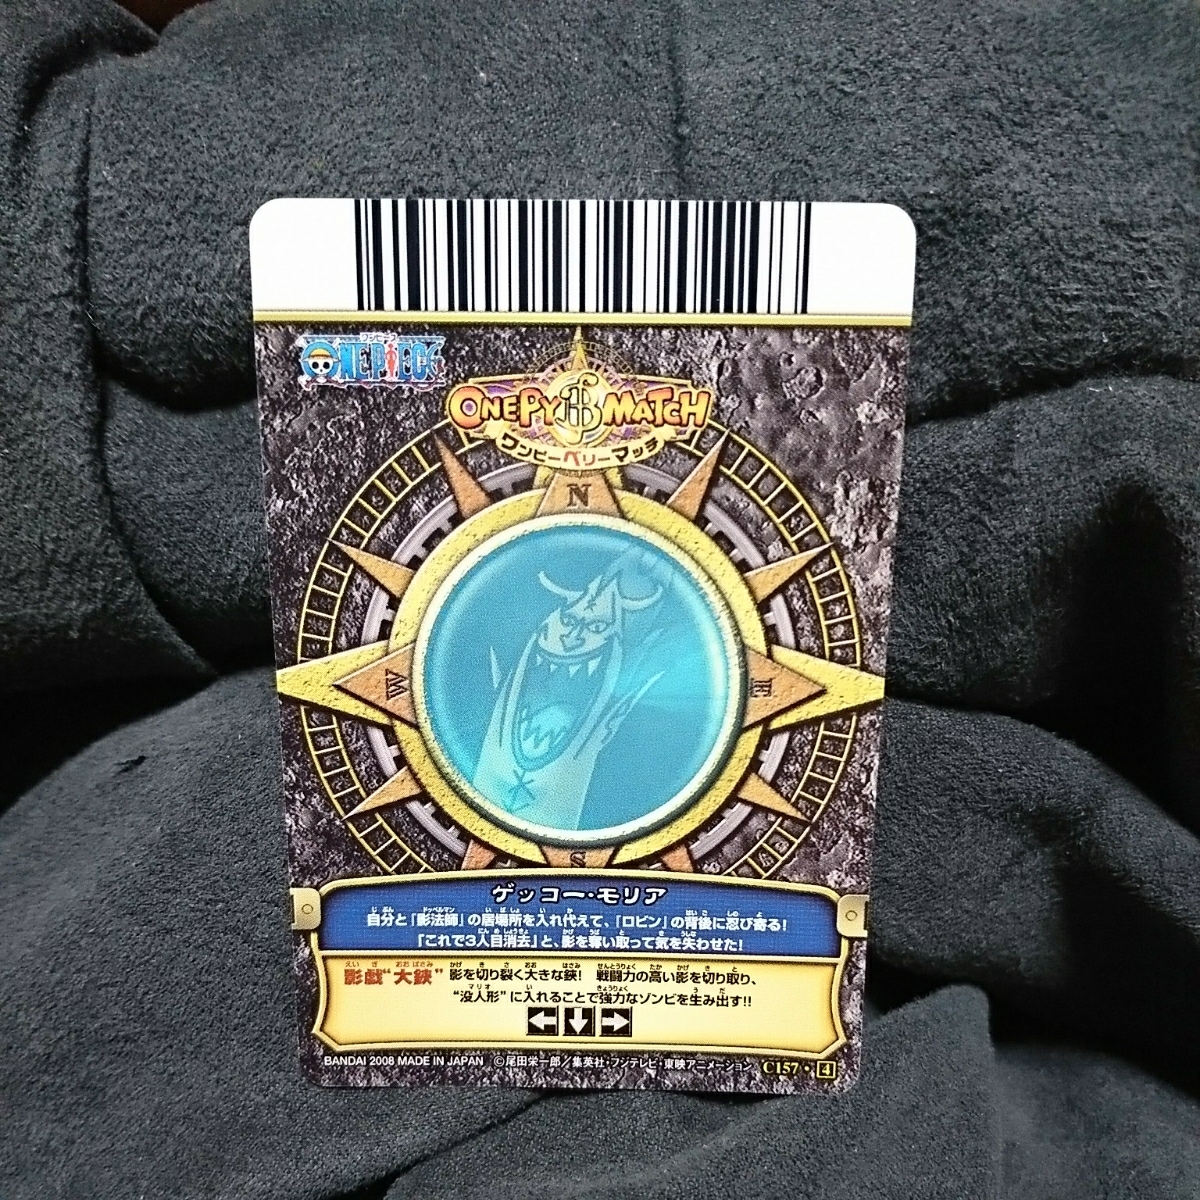 ワンピース
ONE PIECE
ONEPY MATCH
ワンピーベリーマッチ
N
W
E
S
ゲッコー・モリア
自分と「影法師」の居場所を入れ代えて、「ロビン」の背後に忍び寄る!
「これで3人目消去」と、影を奪い取って気を失わせた!
影戯“大鋏” 影を切り裂く大きな鋏! 戦闘力の高い影を切り取り、
“没人形”に入れることで強力なゾンビを生み出す!!
BANDAI 2008 MADE IN JAPAN ©尾田栄一郎/集英社・フジテレビ・東映アニメーション C157・4